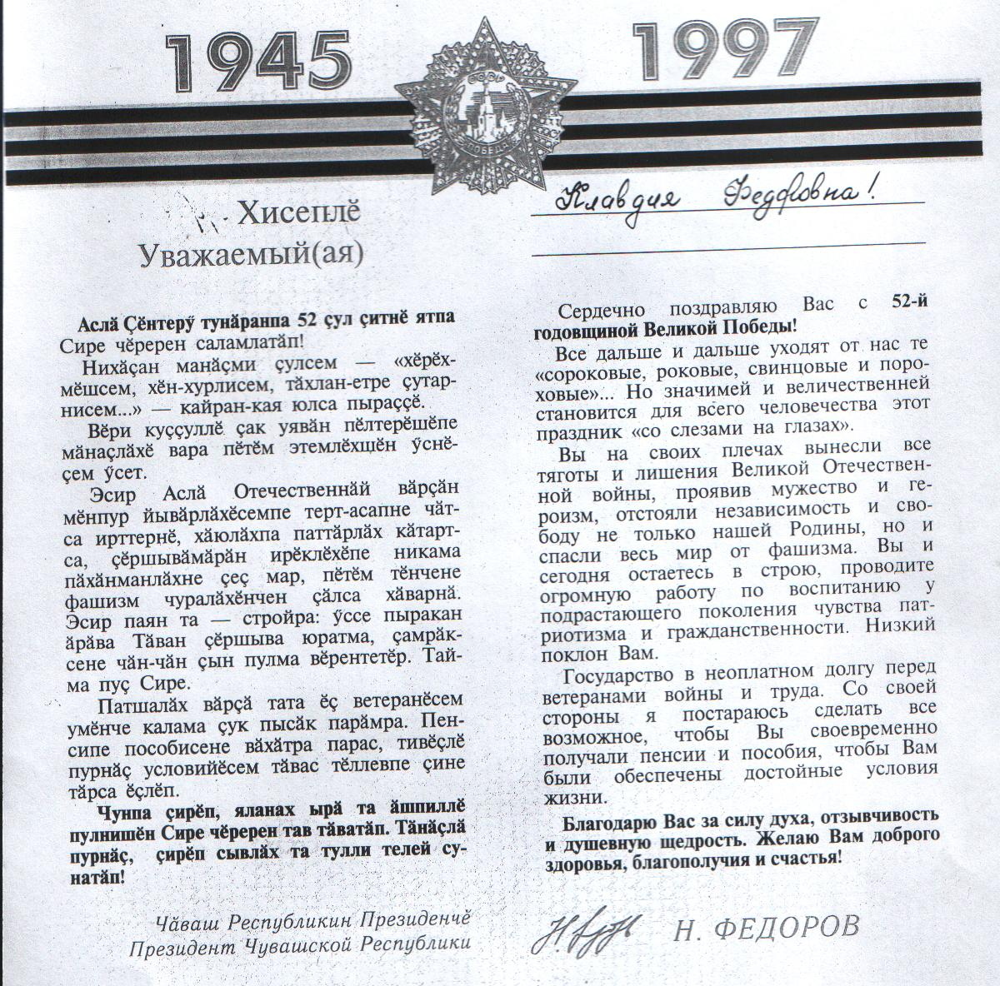 1945
1997
СССР
ПОБЕДА
Хисеплӗ
Уважаемый(ая)
Клавдия Федоровна!
Аслӑ Ҫӗнтерӳ тунӑранпа 52 ҫул ҫитнӗ ятпа
Сире чӗререн саламлатӑп!
Нихӑҫан манӑҫми ҫулсем — «хӗрӗх-
мӗшсем, хӗн-хурлисем, тӑхлан-етре ҫутар-
нисем...» — кайран-кая юлса пыраҫҫӗ.
Вӗри куҫҫуллӗ ҫак уявӑн пӗлтерӗшӗпе
мӑнаҫлӑхӗ вара пӗтӗм этемлӗхшӗн ӳснӗ-
ҫем ӳсет.
Эсир Аслӑ Отечественнӑй вӑрҫӑн
мӗнпур йывӑрлӑхӗсемпе терт-асапне чӑт-
са ирттернӗ, хӑюлӑхпа паттӑрлӑх кӑтарт-
са, ҫӗршывӑмӑрӑн ирӗклӗхӗпе никама
пӑхӑнманлӑхне ҫеҫ мар, пӗтӗм тӗнчене
фашизм чуралӑхӗнчен ҫӑлса хӑварнӑ.
Эсир паян та — стройра: ӳссе пыракан
ӑрӑва Тӑван ҫӗршыва юратма, ҫамрӑк-
сене чӑн-чӑн ҫын пулма вӗрентетӗр. Тай-
ма пуҫ Сире.
Патшалӑх вӑрҫӑ тата ӗҫ ветеранӗсем
умӗнче калама ҫук пысӑк парӑмра. Пен-
сипе пособисене вӑхӑтра парас, тивӗҫлӗ
пурнӑҫ условийӗсем тӑвас тӗллевпе ҫине
тӑрса ӗҫлӗп.
Чунпа ҫирӗп, яланах ырӑ та ӑшпиллӗ
пулнишӗн Сире чӗререн тав тӑватӑп. Тӑнӑҫлӑ
пурнӑҫ, ҫирӗп сывлӑх та тулли телей су-
натӑп!
Сердечно поздравляю Вас с 52-й
годовщиной Великой Победы!
Все дальше и дальше уходят от нас те
«сороковые, роковые, свинцовые и поро-
ховые»... Но значимей и величественней
становится для всего человечества этот
праздник «со слезами на глазах».
Вы на своих плечах вынесли все
тяготы и лишения Великой Отечествен-
ной войны, проявив мужество и ге-
роизм, отстояли независимость и сво-
боду не только нашей Родины, но и
спасли весь мир от фашизма. Вы и
сегодня остаетесь в строю, проводите
огромную работу по воспитанию у
подрастающего поколения чувства пат-
риотизма и гражданственности. Низкий
поклон Вам.
Государство в неоплатном долгу перед
ветеранами войны и труда. Со своей
стороны я постараюсь сделать все
возможное, чтобы Вы своевременно
получали пенсии и пособия, чтобы Вам
были обеспечены достойные условия
жизни.
Благодарю Вас за силу духа, отзывчивость
и душевную щедрость. Желаю Вам доброго
здоровья, благополучия и счастья!
Чӑваш Республикин Президенчӗ
Президент Чувашской Республики
Н. ФЕДОРОВ